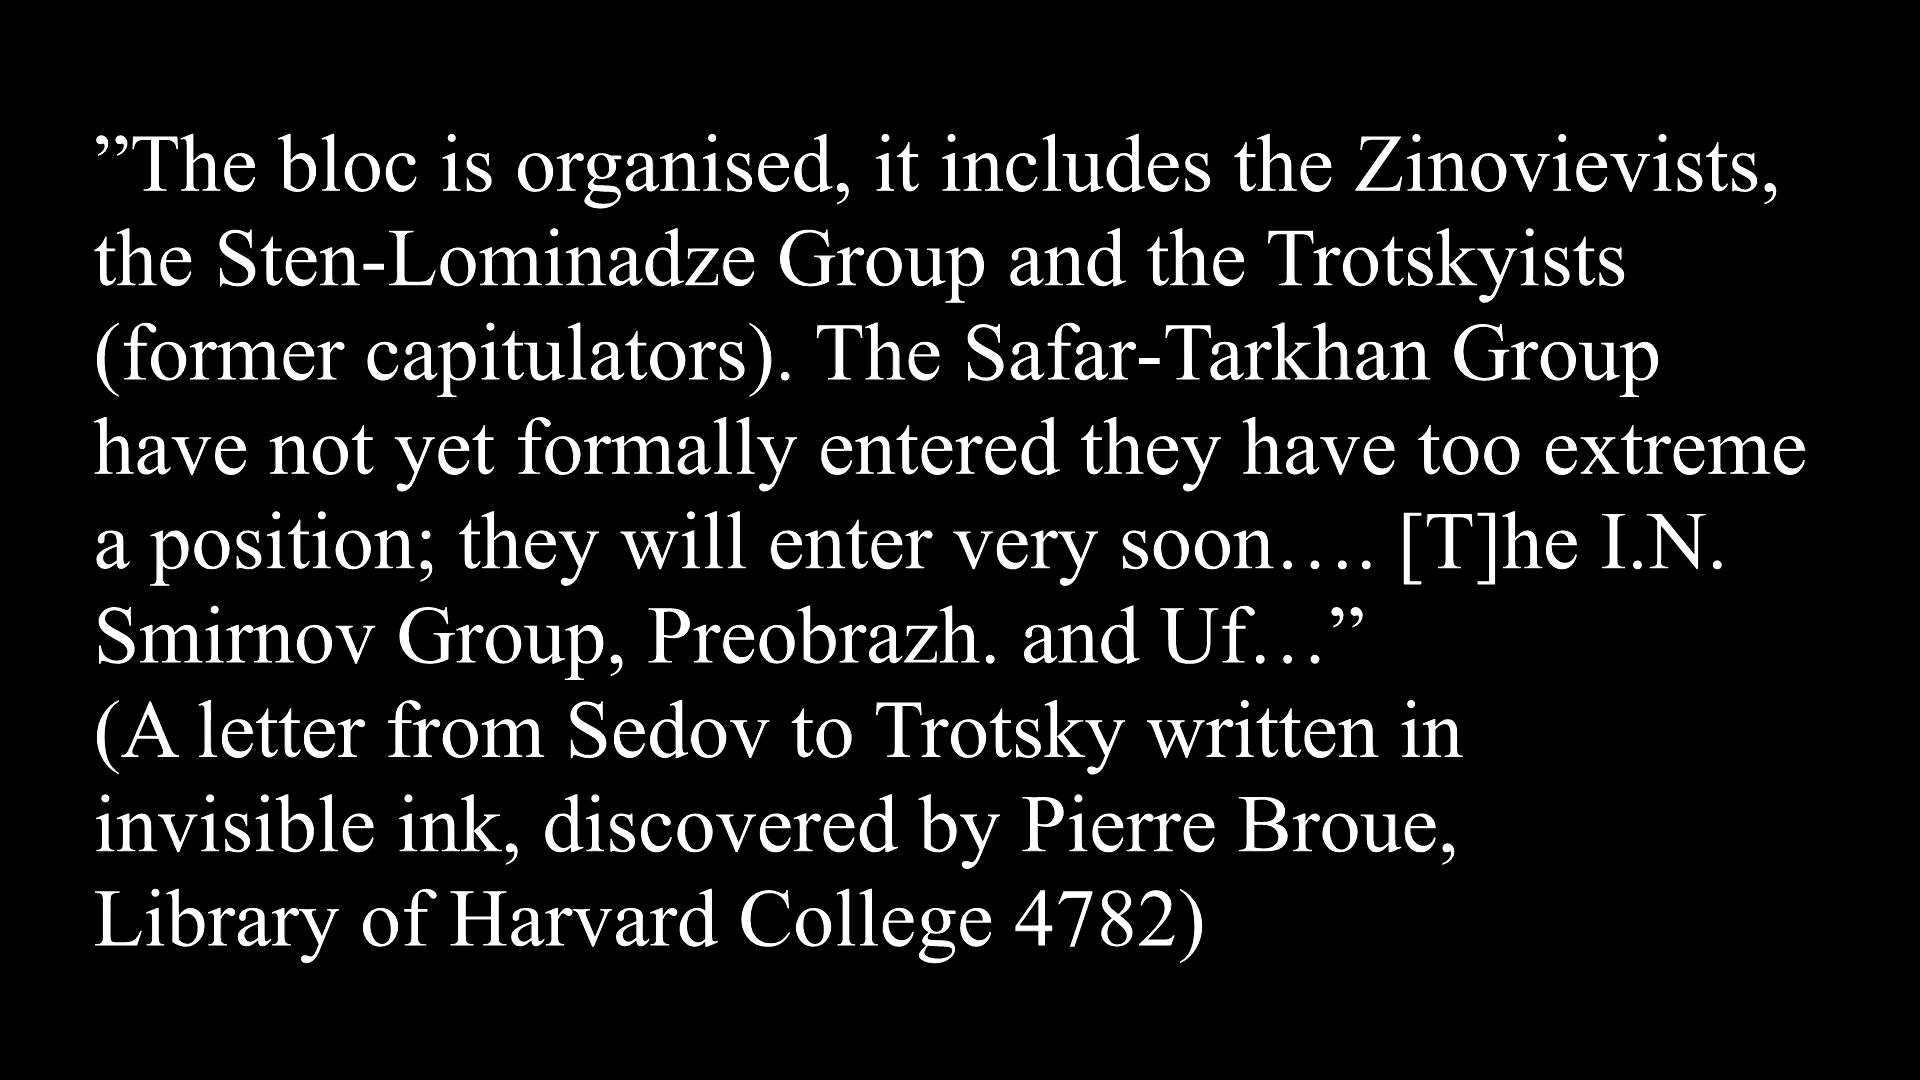 ”The bloc is organised, it includes the Zinovievists,
the Sten-Lominadze Group and the Trotskyists
(former capitulators). The Safar-Tarkhan Group
have not yet formally entered they have too extreme
a position; they will enter very soon…. [T]he I.N.
Smirnov Group, Preobrazh. and Uf…”
(A letter from Sedov to Trotsky written in
invisible ink, discovered by Pierre Broue,
Library of Harvard College 4782)